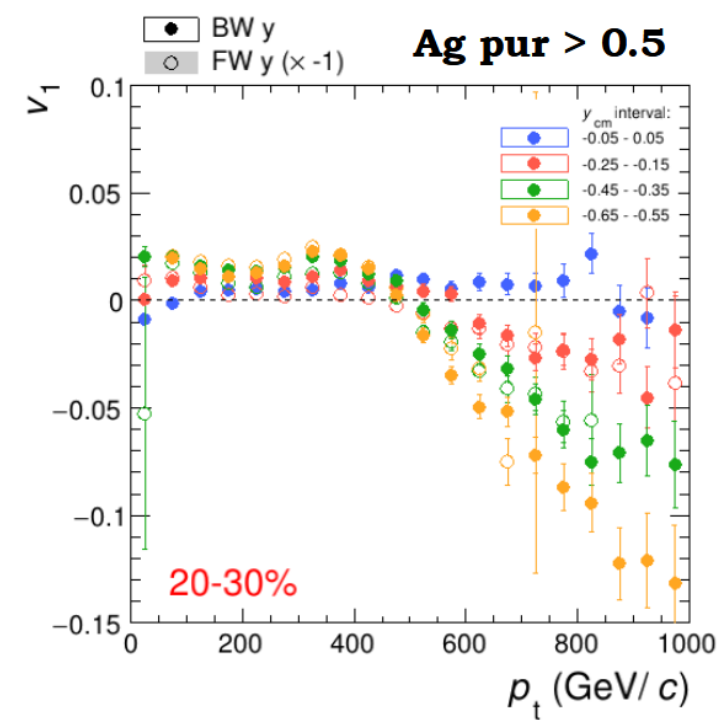 BW y
FW y (× -1)
Ag pur > 0.5
v1
0.1
0.05
0
−0.05
−0.1
−0.15
ycm interval:
-0.05 - 0.05
-0.25 - -0.15
-0.45 - -0.35
-0.65 - -0.55
20-30%
0 200 400 600 800 1000
pt (GeV/ c)